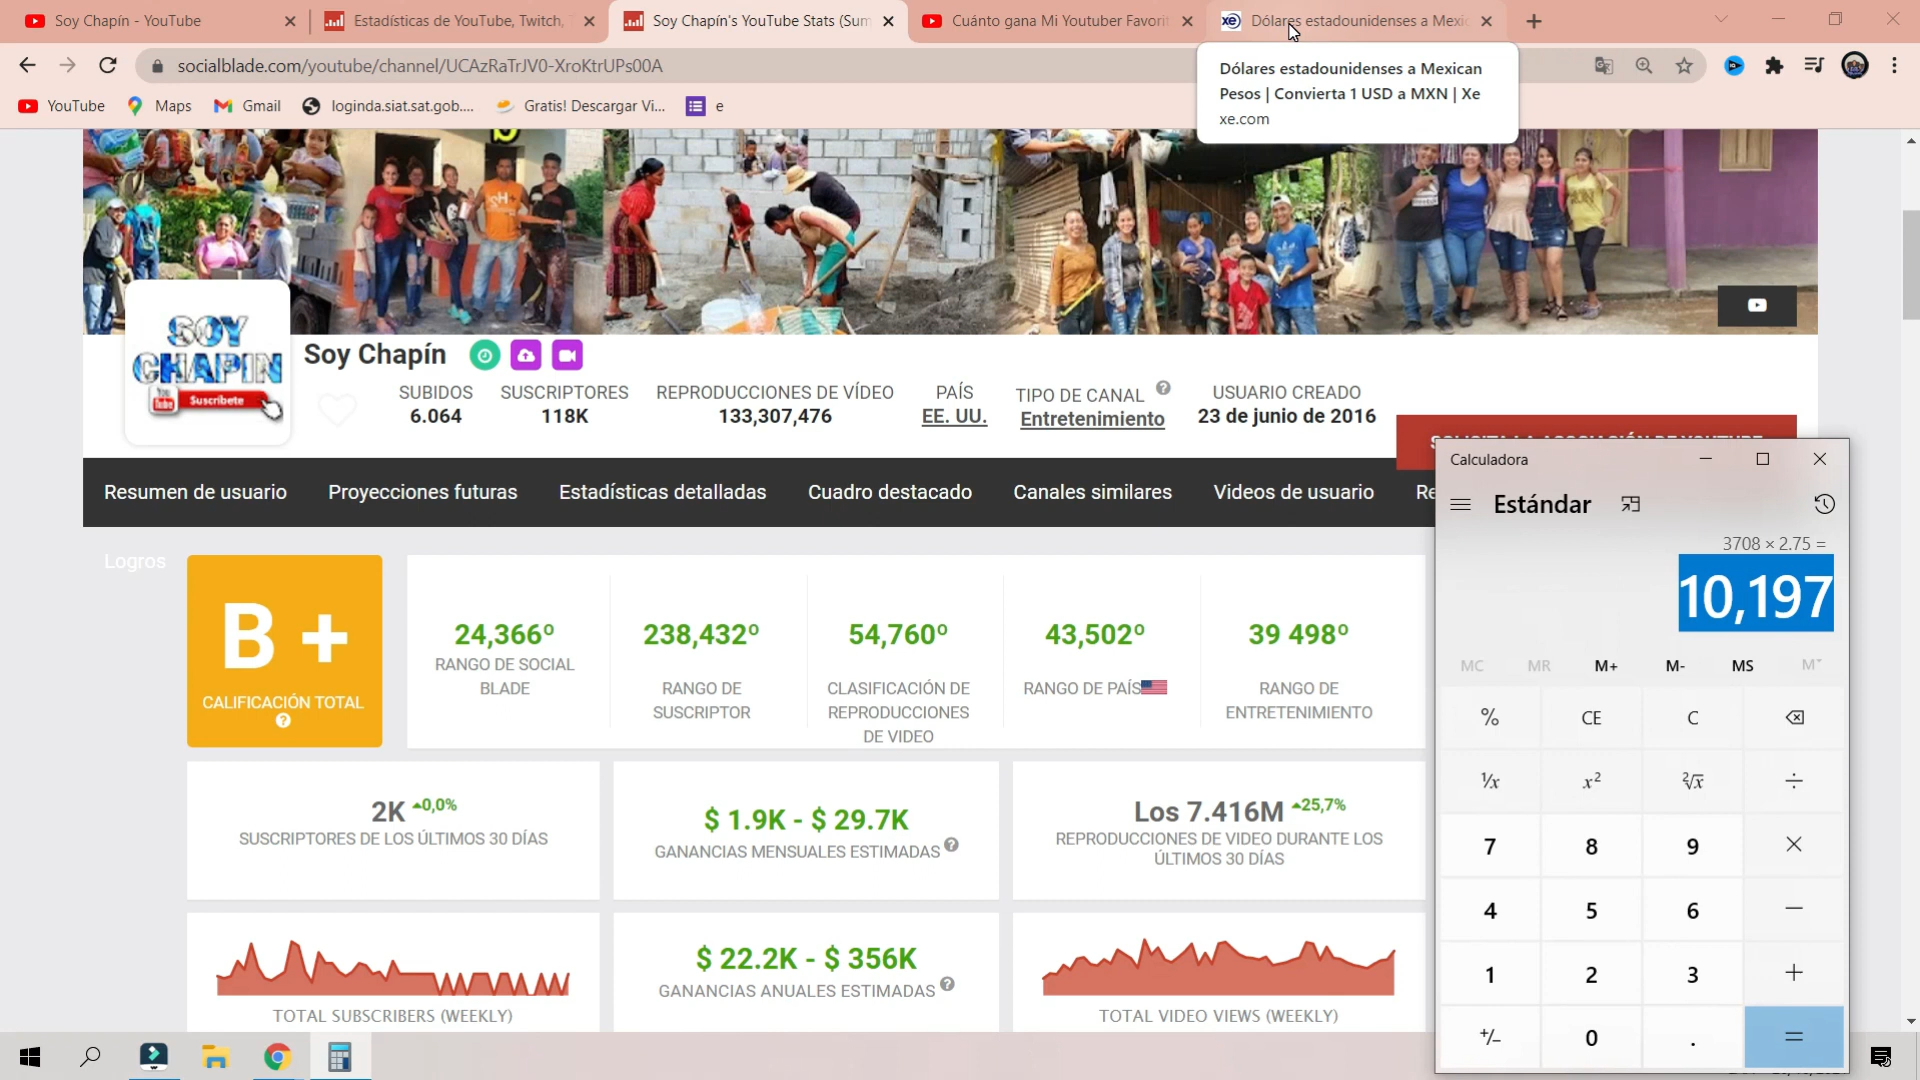 Soy Chapín - YouTube
Estadísticas de YouTube, Twitch,
Soy Chapín's YouTube Stats (Sum
Cuánto gana Mi Youtuber Favorit
Dólares estadounidenses a Mexic
socialblade.com/youtube/channel/UCAzRaTrJV0-XroKtrUPs00A
Dólares estadounidenses a Mexican
Pesos | Convierta 1 USD a MXN | Xe
xe.com
YouTube
Maps
Gmail
loginda.siat.sat.gob....
Gratis! Descargar Vi...
e
SOY
CHAPIN
Suscríbete
Soy Chapín
SUBIDOS
6.064
SUSCRIPTORES
118K
REPRODUCCIONES DE VÍDEO
133,307,476
PAÍS
EE. UU.
TIPO DE CANAL
Entretenimiento
USUARIO CREADO
23 de junio de 2016
Resumen de usuario
Proyecciones futuras
Estadísticas detalladas
Cuadro destacado
Canales similares
Videos de usuario
Re
Logros
B +
CALIFICACIÓN TOTAL
24,366º
RANGO DE SOCIAL
BLADE
238,432º
RANGO DE
SUSCRIPTOR
54,760º
CLASIFICACIÓN DE
REPRODUCCIONES
DE VIDEO
43,502º
RANGO DE PAÍS
39 498º
RANGO DE
ENTRETENIMIENTO
2K 0,0%
SUSCRIPTORES DE LOS ÚLTIMOS 30 DÍAS
$ 1.9K - $ 29.7K
GANANCIAS MENSUALES ESTIMADAS
Los 7.416M 25,7%
REPRODUCCIONES DE VIDEO DURANTE LOS
ÚLTIMOS 30 DÍAS
TOTAL SUBSCRIBERS (WEEKLY)
$ 22.2K - $ 356K
GANANCIAS ANUALES ESTIMADAS
TOTAL VIDEO VIEWS (WEEKLY)
Calculadora
Estándar
3708 × 2.75 =
10,197
MC MR M+ M- MS M˅
% CE C
⅟x x² ²√x ÷
7 8 9 ×
4 5 6 −
1 2 3 +
+/− 0 . =